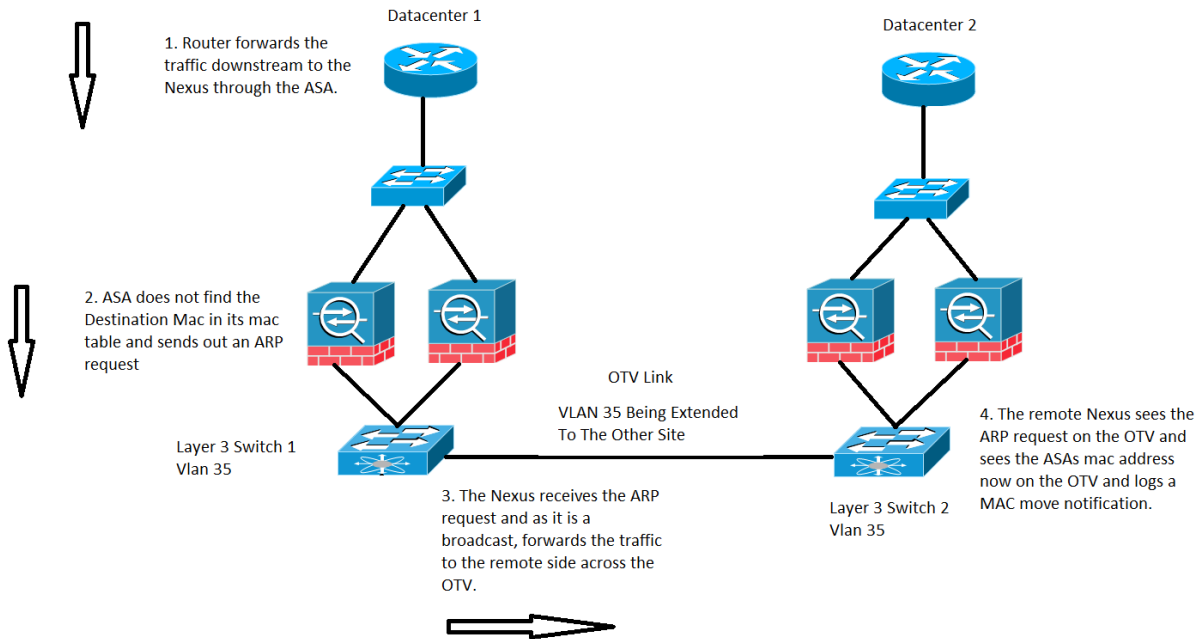 Datacenter 1
Datacenter 2
1. Router forwards the
traffic downstream to the
Nexus through the ASA.
2. ASA does not find the
Destination Mac in its mac
table and sends out an ARP
request
OTV Link
VLAN 35 Being Extended
To The Other Site
Layer 3 Switch 1
Vlan 35
3. The Nexus receives the ARP
request and as it is a
broadcast, forwards the traffic
to the remote side across the
OTV.
Layer 3 Switch 2
Vlan 35
4. The remote Nexus sees the
ARP request on the OTV and
sees the ASAs mac address
now on the OTV and logs a
MAC move notification.